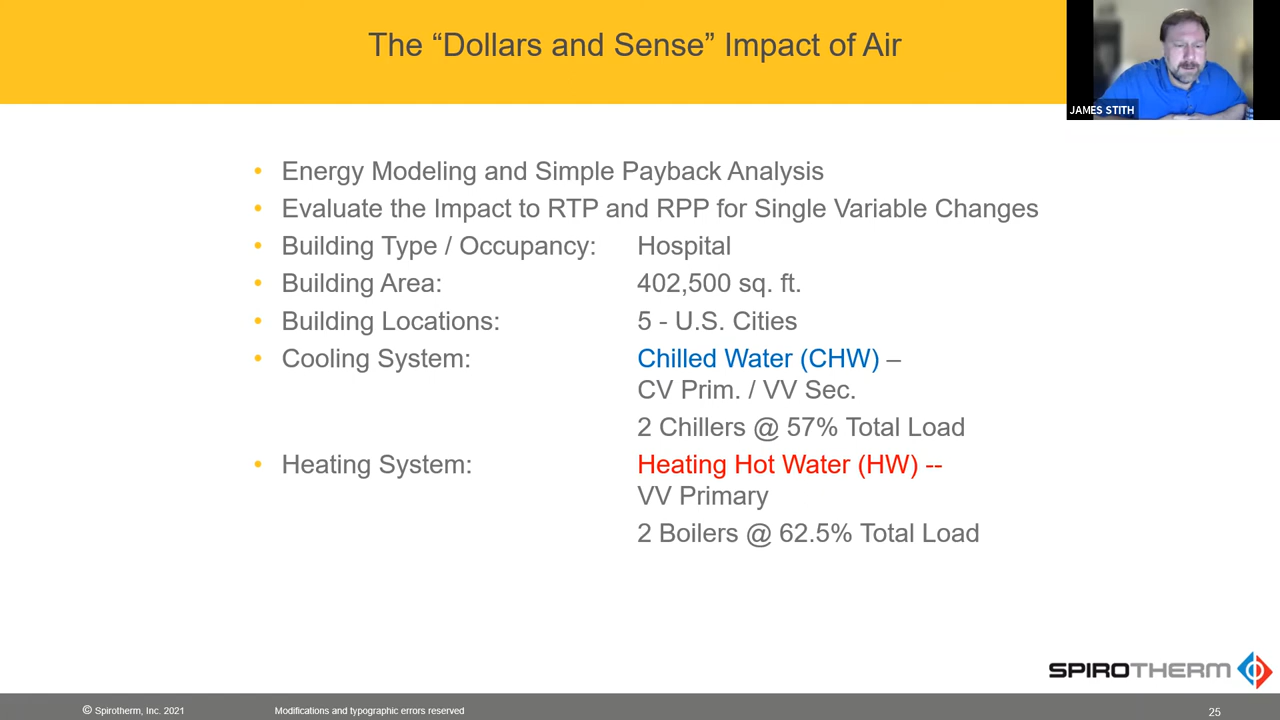 The “Dollars and Sense” Impact of Air
JAMES STITH
• Energy Modeling and Simple Payback Analysis
• Evaluate the Impact to RTP and RPP for Single Variable Changes
• Building Type / Occupancy: Hospital
• Building Area: 402,500 sq. ft.
• Building Locations: 5 - U.S. Cities
• Cooling System: Chilled Water (CHW) –
CV Prim. / VV Sec.
2 Chillers @ 57% Total Load
• Heating System: Heating Hot Water (HW) --
VV Primary
2 Boilers @ 62.5% Total Load
SPIROTHERM
© Spirotherm, Inc. 2021 Modifications and typographic errors reserved 25